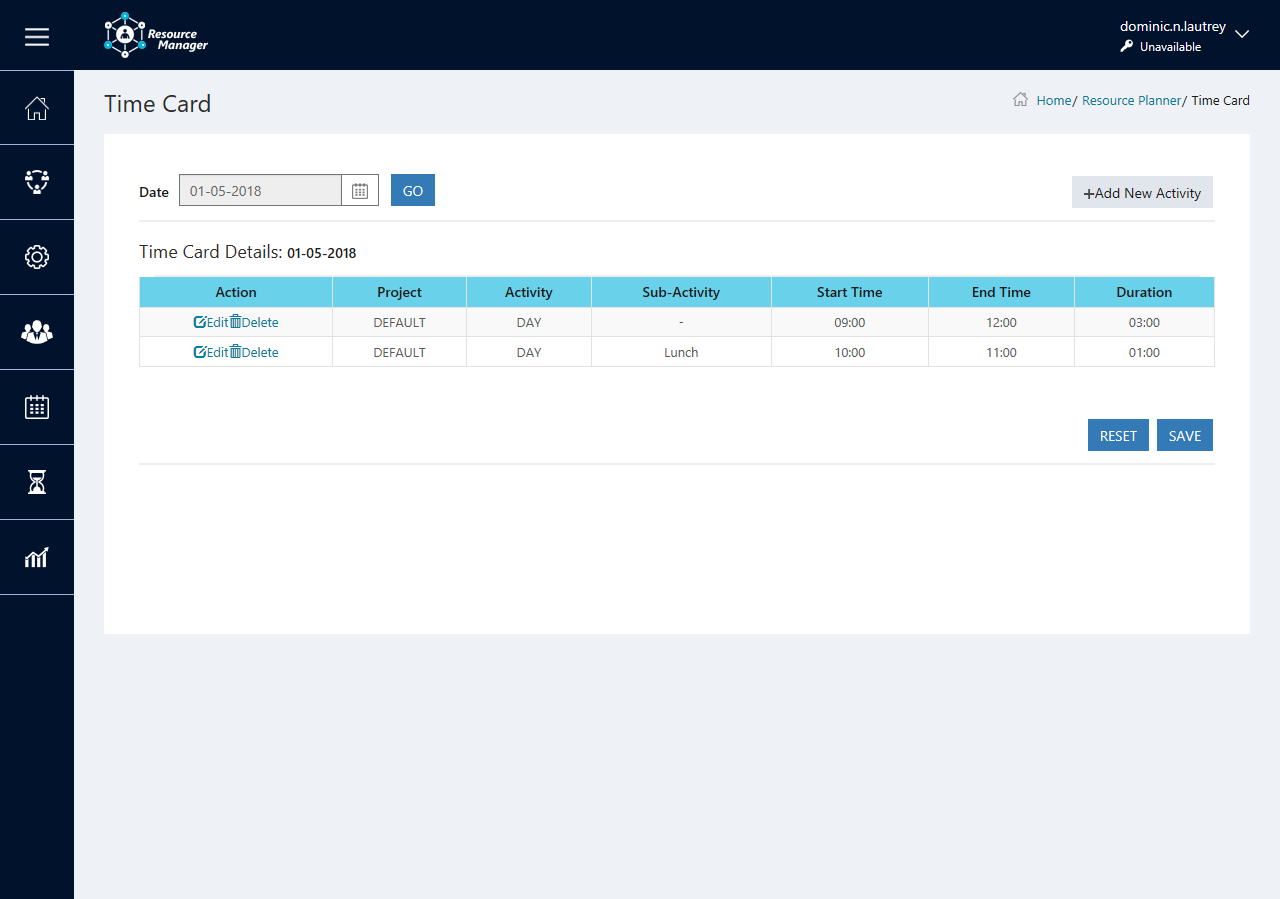 Resource
Manager
dominic.n.lautrey
Unavailable
Time Card
Home/ Resource Planner/ Time Card
Date 01-05-2018 GO +Add New Activity
Time Card Details: 01-05-2018
Action Project Activity Sub-Activity Start Time End Time Duration
Edit Delete DEFAULT DAY - 09:00 12:00 03:00
Edit Delete DEFAULT DAY Lunch 10:00 11:00 01:00
RESET SAVE